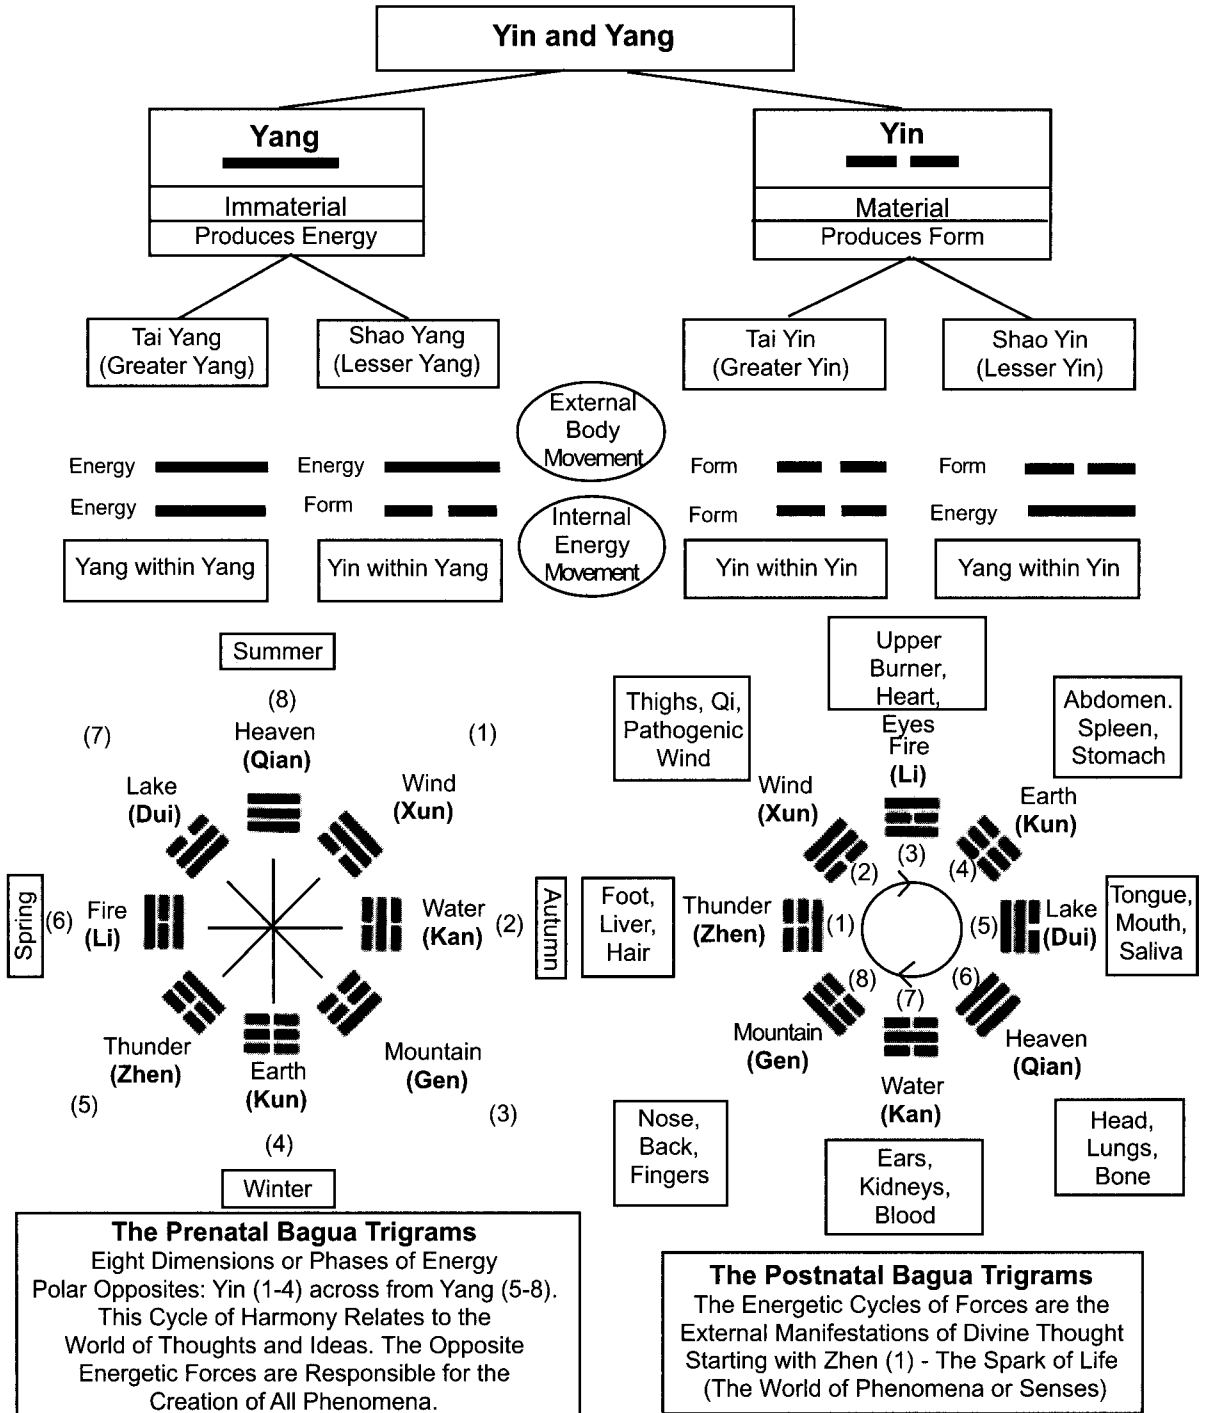 Yin and Yang
Yang
Immaterial
Produces Energy
Yin
Material
Produces Form
Tai Yang
(Greater Yang)
Shao Yang
(Lesser Yang)
Tai Yin
(Greater Yin)
Shao Yin
(Lesser Yin)
External
Body
Movement
Energy
Energy
Form
Form
Energy
Form
Form
Energy
Internal
Energy
Movement
Yang within Yang
Yin within Yang
Yin within Yin
Yang within Yin
Summer
(8)
Heaven
(Qian)
(7)
Lake
(Dui)
(1)
Wind
(Xun)
Spring
(6)
Fire
(Li)
Water
(Kan)
(2)
Autumn
Thunder
(Zhen)
(5)
Earth
(Kun)
(4)
Mountain
(Gen)
(3)
Winter
The Prenatal Bagua Trigrams
Eight Dimensions or Phases of Energy
Polar Opposites: Yin (1-4) across from Yang (5-8).
This Cycle of Harmony Relates to the
World of Thoughts and Ideas. The Opposite
Energetic Forces are Responsible for the
Creation of All Phenomena.
Upper
Burner,
Heart,
Eyes
Fire
(Li)
(3)
Thighs, Qi,
Pathogenic
Wind
Wind
(Xun)
(2)
Abdomen.
Spleen,
Stomach
Earth
(Kun)
(4)
Foot,
Liver,
Hair
Thunder
(Zhen)
(1)
(5)
Lake
(Dui)
Tongue,
Mouth,
Saliva
(8)
Mountain
(Gen)
Nose,
Back,
Fingers
(7)
Water
(Kan)
Ears,
Kidneys,
Blood
(6)
Heaven
(Qian)
Head,
Lungs,
Bone
The Postnatal Bagua Trigrams
The Energetic Cycles of Forces are the
External Manifestations of Divine Thought
Starting with Zhen (1) - The Spark of Life
(The World of Phenomena or Senses)